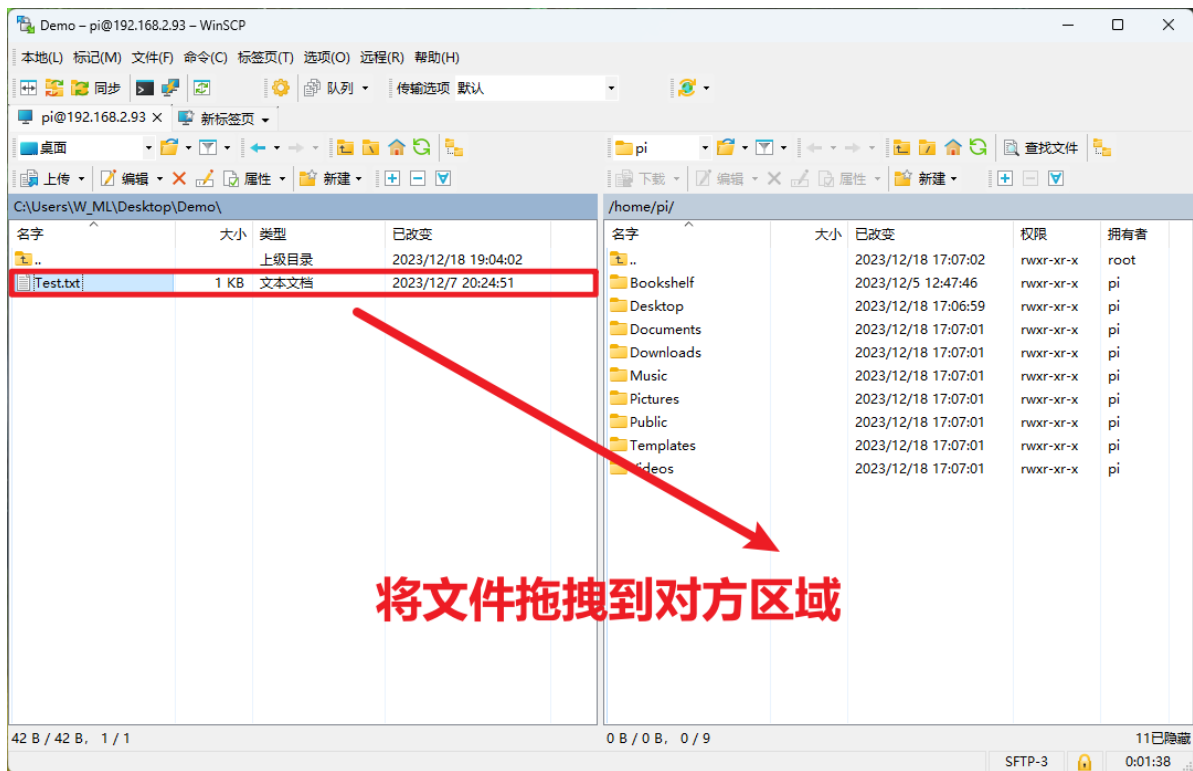 Demo – pi@192.168.2.93 – WinSCP
本地(L) 标记(M) 文件(F) 命令(C) 标签页(T) 选项(O) 远程(R) 帮助(H)
同步 队列 传输选项 默认
pi@192.168.2.93 × 新标签页
桌面 pi 查找文件
上传 编辑 属性 新建 下载 编辑 属性 新建
C:\Users\W_ML\Desktop\Demo\ /home/pi/
名字 大小 类型 已改变 名字 大小 已改变 权限 拥有者
.. 上级目录 2023/12/18 19:04:02 .. 2023/12/18 17:07:02 rwxr-xr-x root
Test.txt 1 KB 文本文档 2023/12/7 20:24:51 Bookshelf 2023/12/5 12:47:46 rwxr-xr-x pi
Desktop 2023/12/18 17:06:59 rwxr-xr-x pi
Documents 2023/12/18 17:07:01 rwxr-xr-x pi
Downloads 2023/12/18 17:07:01 rwxr-xr-x pi
Music 2023/12/18 17:07:01 rwxr-xr-x pi
Pictures 2023/12/18 17:07:01 rwxr-xr-x pi
Public 2023/12/18 17:07:01 rwxr-xr-x pi
Templates 2023/12/18 17:07:01 rwxr-xr-x pi
Videos 2023/12/18 17:07:01 rwxr-xr-x pi
将文件拖拽到对方区域
42 B / 42 B, 1 / 1 0 B / 0 B, 0 / 9 11已隐藏
SFTP-3 0:01:38